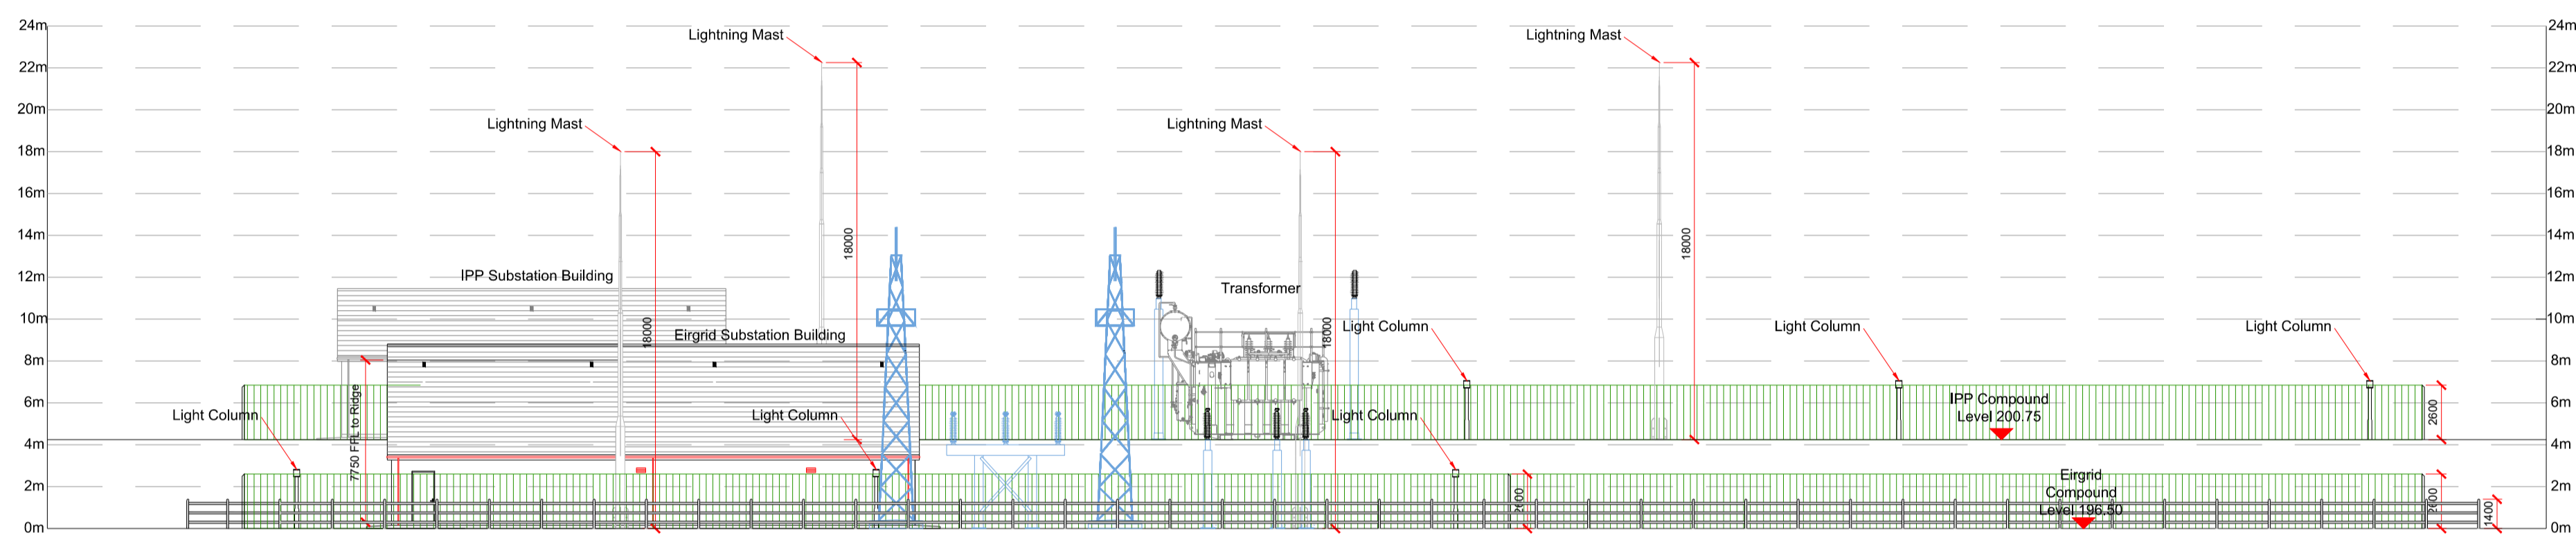 24m
24m
Lightning Mast
Lightning Mast
22m
22m
20m
20m
Lightning Mast
Lightning Mast
18m
18m
16m
16m
14m
14m
18000
18000
12m
IPP Substation Building
12m
Transformer
10m
18000
Eirgrid Substation Building
18000
Light Column
Light Column
Light Column
10m
8m
8m
7750 FFL to Ridge
6m
Light Column
Light Column
Light Column
IPP Compound
Level 200.75
2600
6m
4m
4m
2m
2600
Eirgrid
Compound
Level 196.50
2600
1400
2m
0m
0m